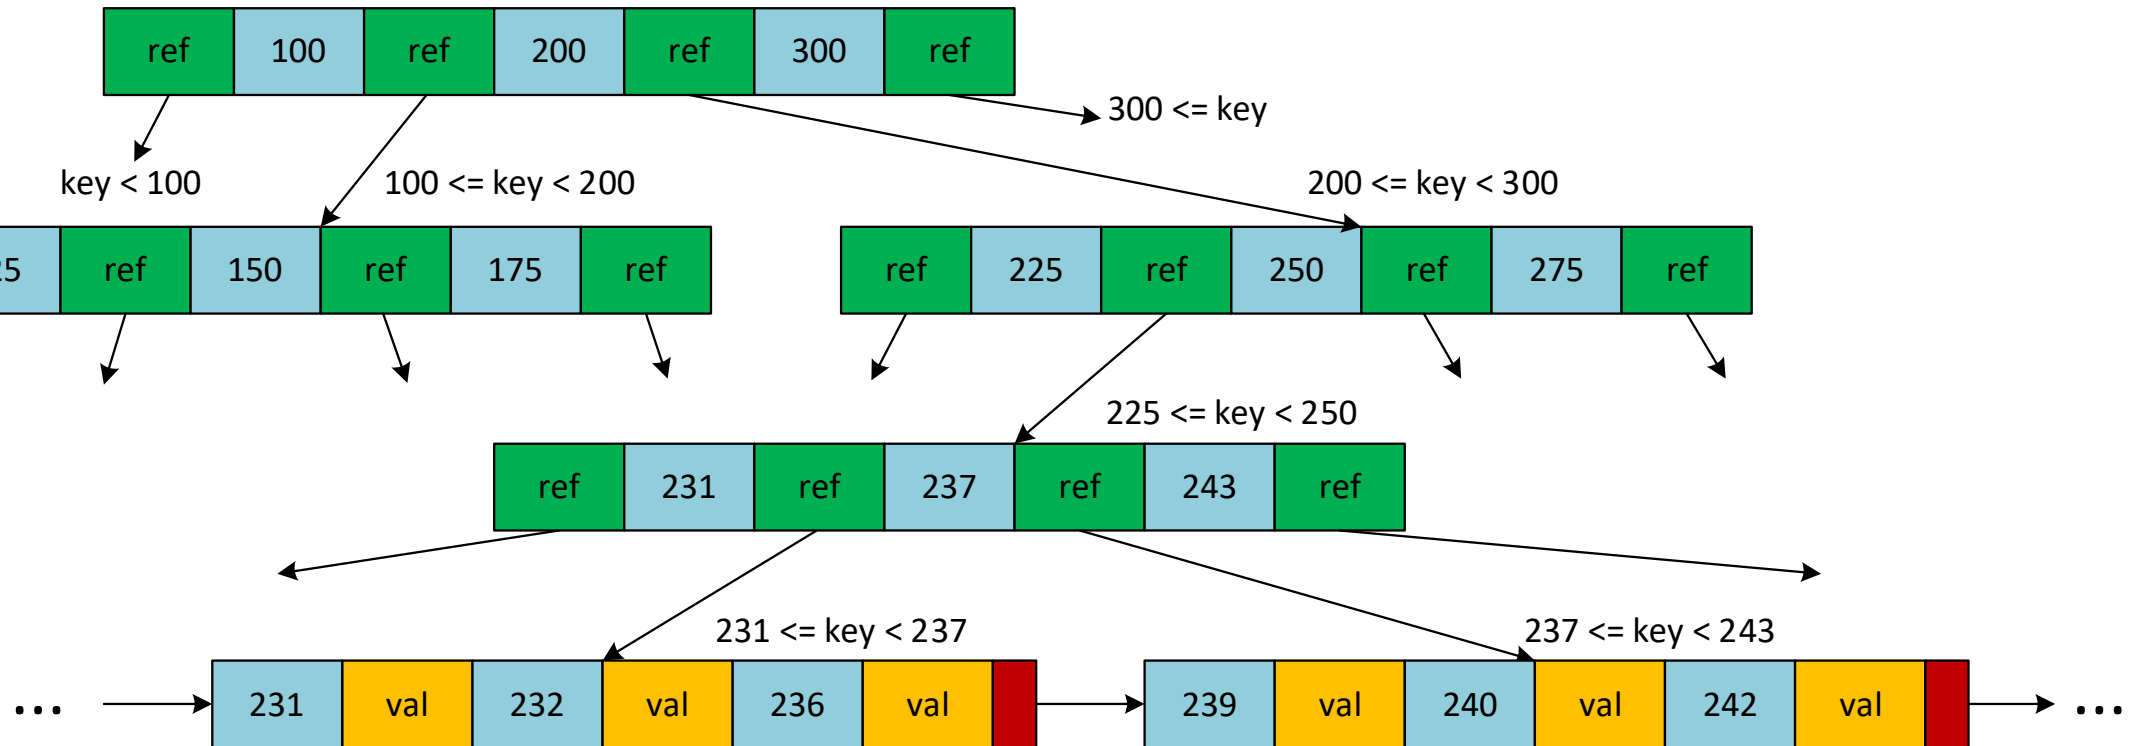 ref 100 ref 200 ref 300 ref
300 <= key
key < 100 100 <= key < 200 200 <= key < 300
5 ref 150 ref 175 ref ref 225 ref 250 ref 275 ref
225 <= key < 250
ref 231 ref 237 ref 243 ref
231 <= key < 237 237 <= key < 243
... 231 val 232 val 236 val 239 val 240 val 242 val ...